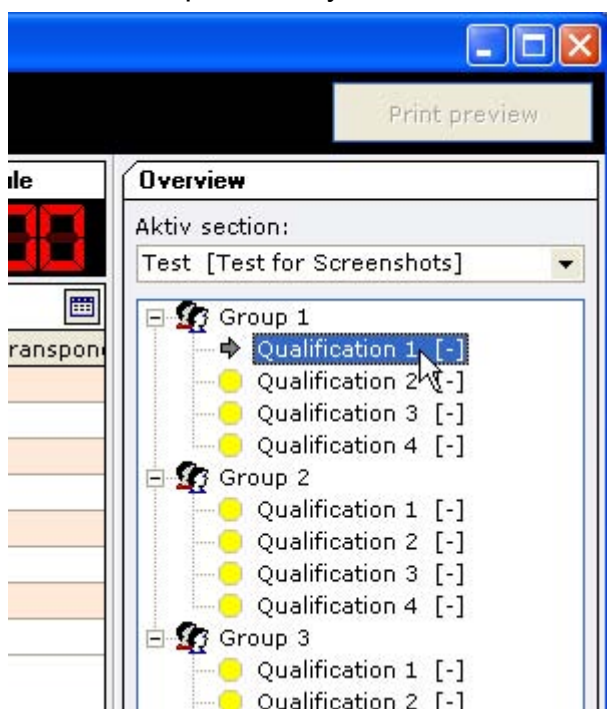 Print preview
Overview
Aktiv section:
Test [Test for Screenshots]
ranspon
Group 1
Qualification 1 [-]
Qualification 2 [-]
Qualification 3 [-]
Qualification 4 [-]
Group 2
Qualification 1 [-]
Qualification 2 [-]
Qualification 3 [-]
Qualification 4 [-]
Group 3
Qualification 1 [-]
Qualification 2 [-]